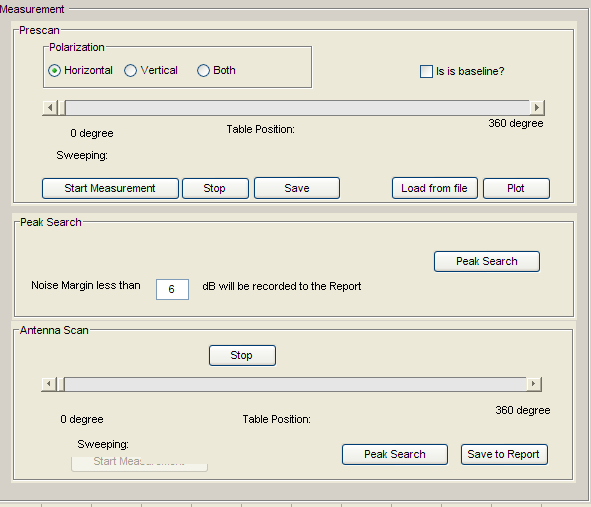 Measurement
Prescan
Polarization
Horizontal Vertical Both
Is is baseline?
0 degree Table Position: 360 degree
Sweeping:
Start Measurement Stop Save Load from file Plot
Peak Search
Peak Search
Noise Margin less than 6 dB will be recorded to the Report
Antenna Scan
Stop
0 degree Table Position: 360 degree
Sweeping:
Start Measurement Peak Search Save to Report